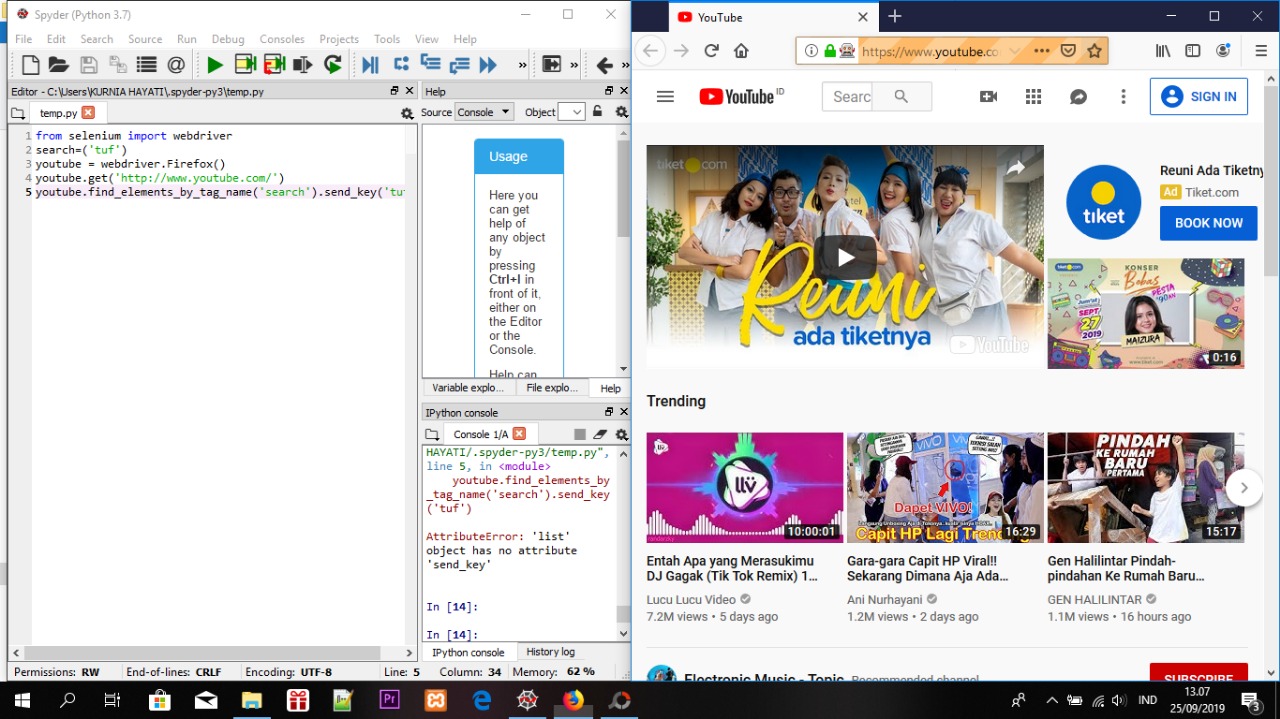 Spyder (Python 3.7)
File Edit Search Source Run Debug Consoles Projects Tools View Help
Editor - C:\Users\KURNIA HAYATI\.spyder-py3\temp.py
temp.py
1 from selenium import webdriver
2 search=('tuf')
3 youtube = webdriver.Firefox()
4 youtube.get('http://www.youtube.com/')
5 youtube.find_elements_by_tag_name('search').send_key('tu
Help
Source Console Object
Usage
Here you
can get
help of
any object
by
pressing
Ctrl+I in
front of it,
either on
the Editor
or the
Console.
Help can
Variable explo... File explo... Help
IPython console
Console 1/A
HAYATI/.spyder-py3/temp.py",
line 5, in <module>
youtube.find_elements_by
_tag_name('search').send_key
('tuf')
AttributeError: 'list'
object has no attribute
'send_key'
In [14]:
In [14]:
IPython console History log
Permissions: RW End-of-lines: CRLF Encoding: UTF-8 Line: 5 Column: 34 Memory: 62 %
YouTube
https://www.youtube.co
YouTube ID
Searc
SIGN IN
tiket.com
Reuni
ada tiketnya
YouTube
tiket
Reuni Ada Tiketny
Ad Tiket.com
BOOK NOW
tiket.com
KONSER
Bebas
PESTA
SEPT
27
2019
MAIZURA
0:16
Trending
10:00:01
Entah Apa yang Merasukimu
DJ Gagak (Tik Tok Remix) 1...
Lucu Lucu Video
7.2M views • 5 days ago
VIVO
Dapet VIVO!
Capit HP Lagi Trending
16:29
Gara-gara Capit HP Viral!!
Sekarang Dimana Aja Ada...
Ani Nurhayani
1.2M views • 2 days ago
PINDAH
KE RUMAH
BARU
PERTAMA
15:17
Gen Halilintar Pindah-
pindahan Ke Rumah Baru...
GEN HALILINTAR
1.1M views • 16 hours ago
Electronic Music - Topic Recommended channel
SUBSCRIBE
IND
13.07
25/09/2019
3